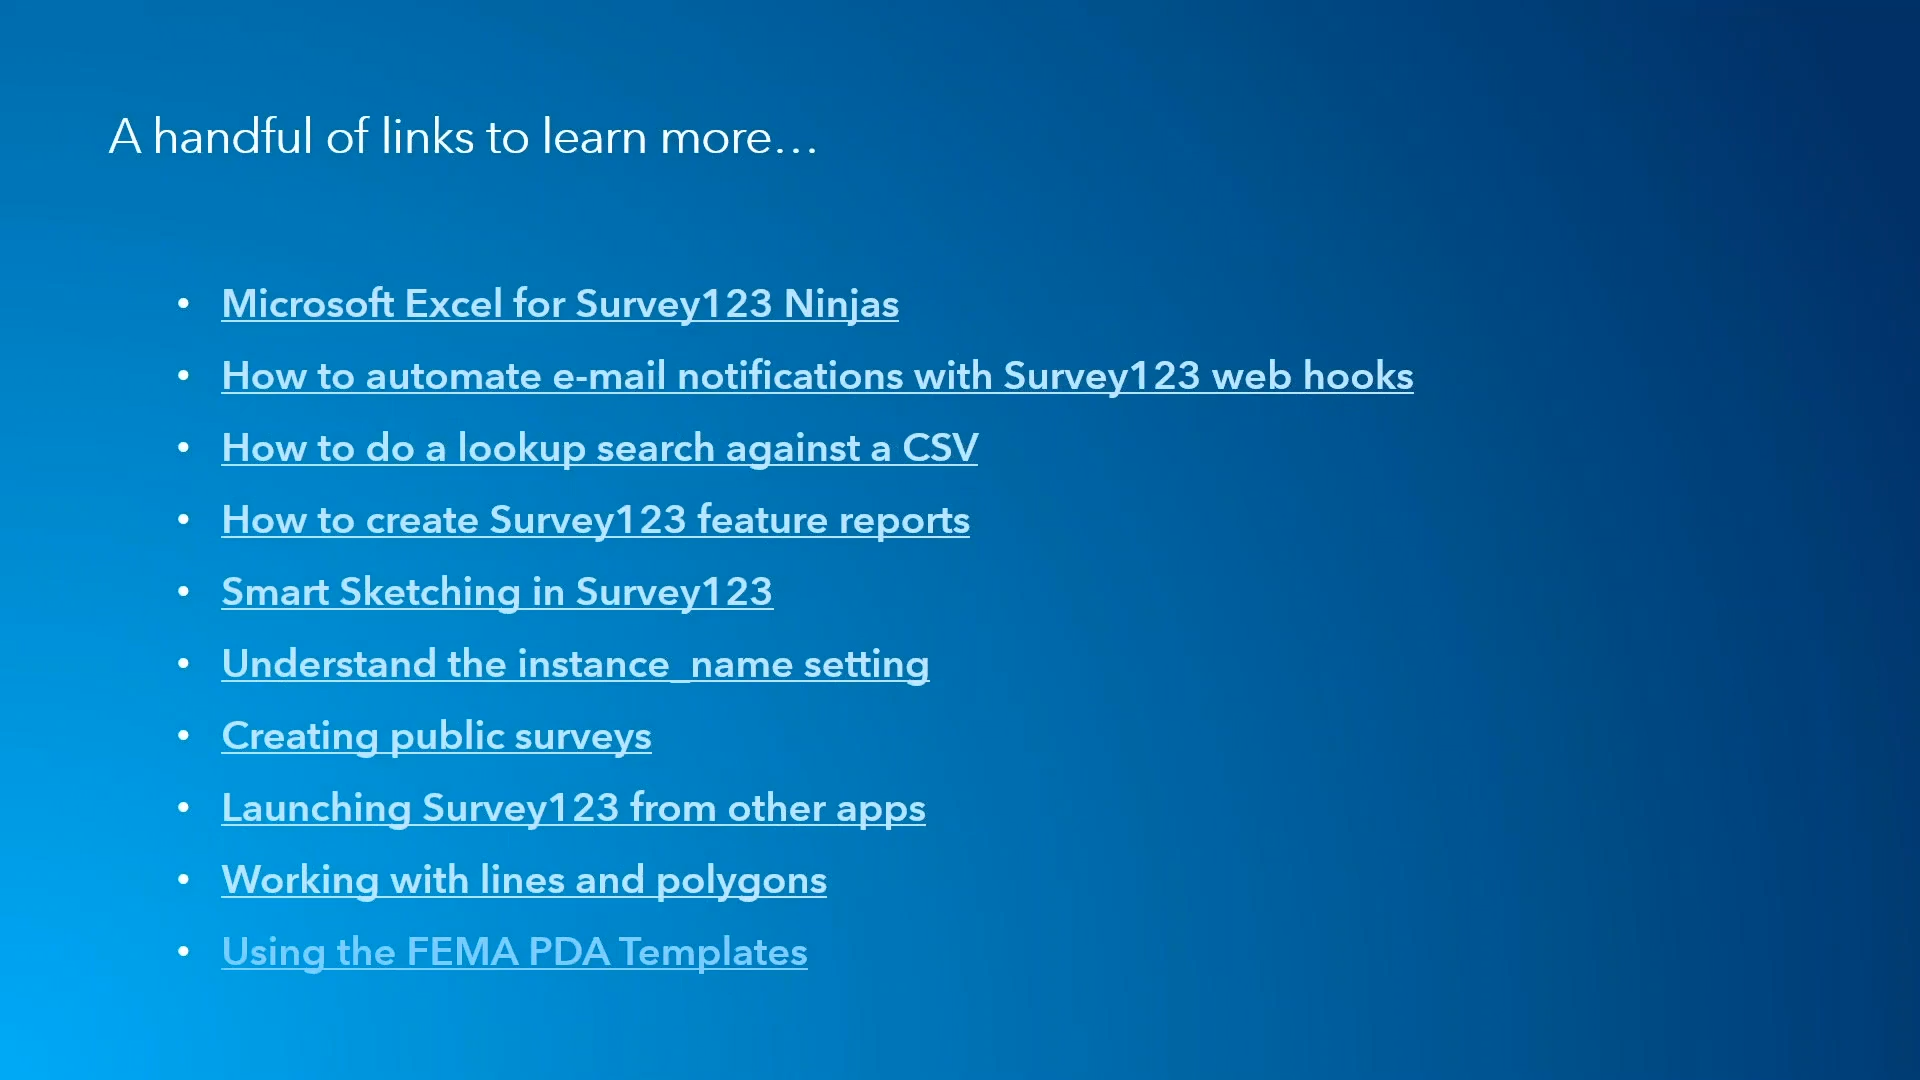 A handful of links to learn more…
• Microsoft Excel for Survey123 Ninjas
• How to automate e-mail notifications with Survey123 web hooks
• How to do a lookup search against a CSV
• How to create Survey123 feature reports
• Smart Sketching in Survey123
• Understand the instance_name setting
• Creating public surveys
• Launching Survey123 from other apps
• Working with lines and polygons
• Using the FEMA PDA Templates